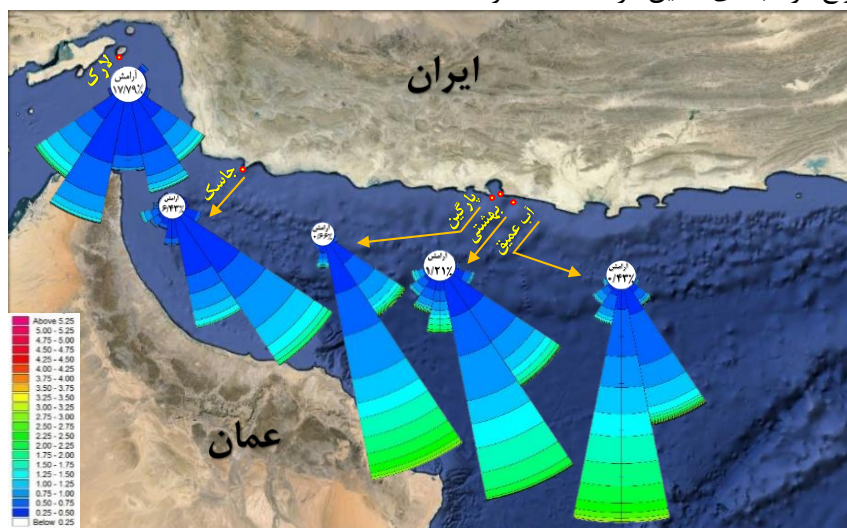 ایران
لارک
آرامش
۱۷/۷۹٪
جاسک
آرامش
۶/۴۳٪
پارگین
بهشتی
آب عمیق
آرامش
۰/۶۶٪
آرامش
۱/۲۱٪
آرامش
۰/۴۳٪
عمان
Above 5.25
5.00 - 5.25
4.75 - 5.00
4.50 - 4.75
4.25 - 4.50
4.00 - 4.25
3.75 - 4.00
3.50 - 3.75
3.25 - 3.50
3.00 - 3.25
2.75 - 3.00
2.50 - 2.75
2.25 - 2.50
2.00 - 2.25
1.75 - 2.00
1.50 - 1.75
1.25 - 1.50
1.00 - 1.25
0.75 - 1.00
0.50 - 0.75
0.25 - 0.50
Below 0.25